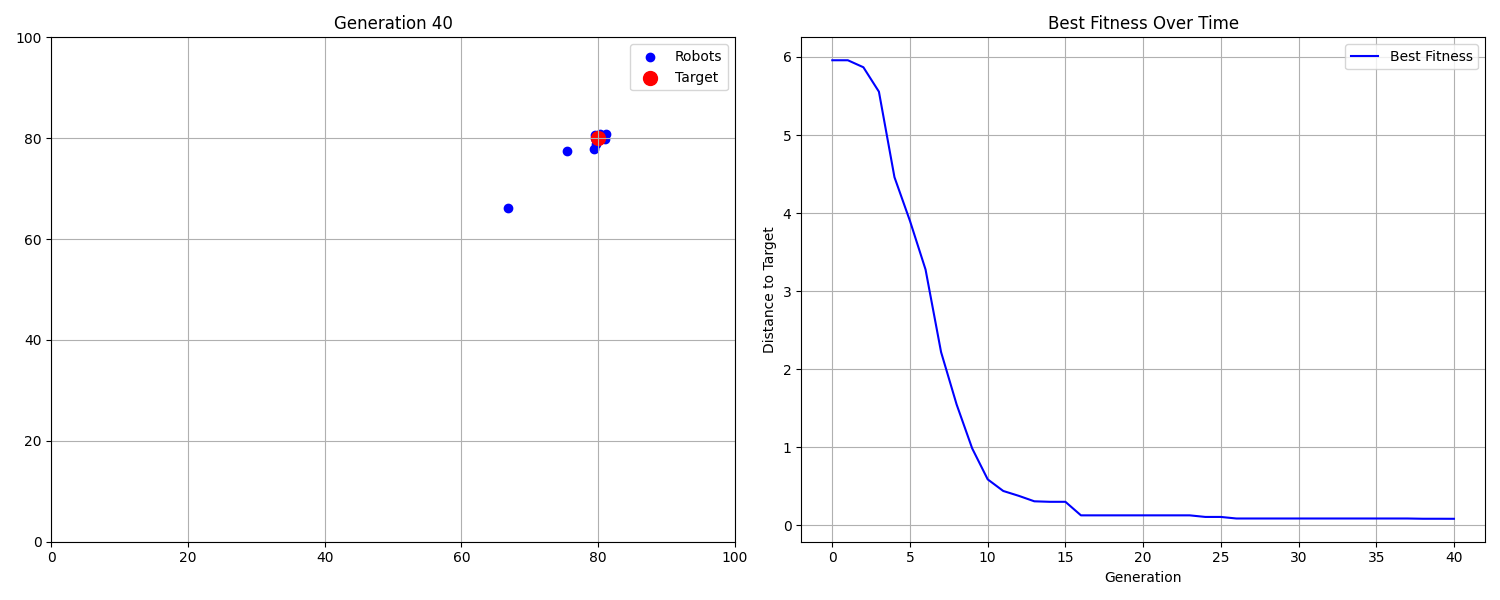 Generation 40
100
80
60
40
20
0
0 20 40 60 80 100
Robots
Target
Best Fitness Over Time
Distance to Target
6
5
4
3
2
1
0
0 5 10 15 20 25 30 35 40
Generation
Best Fitness